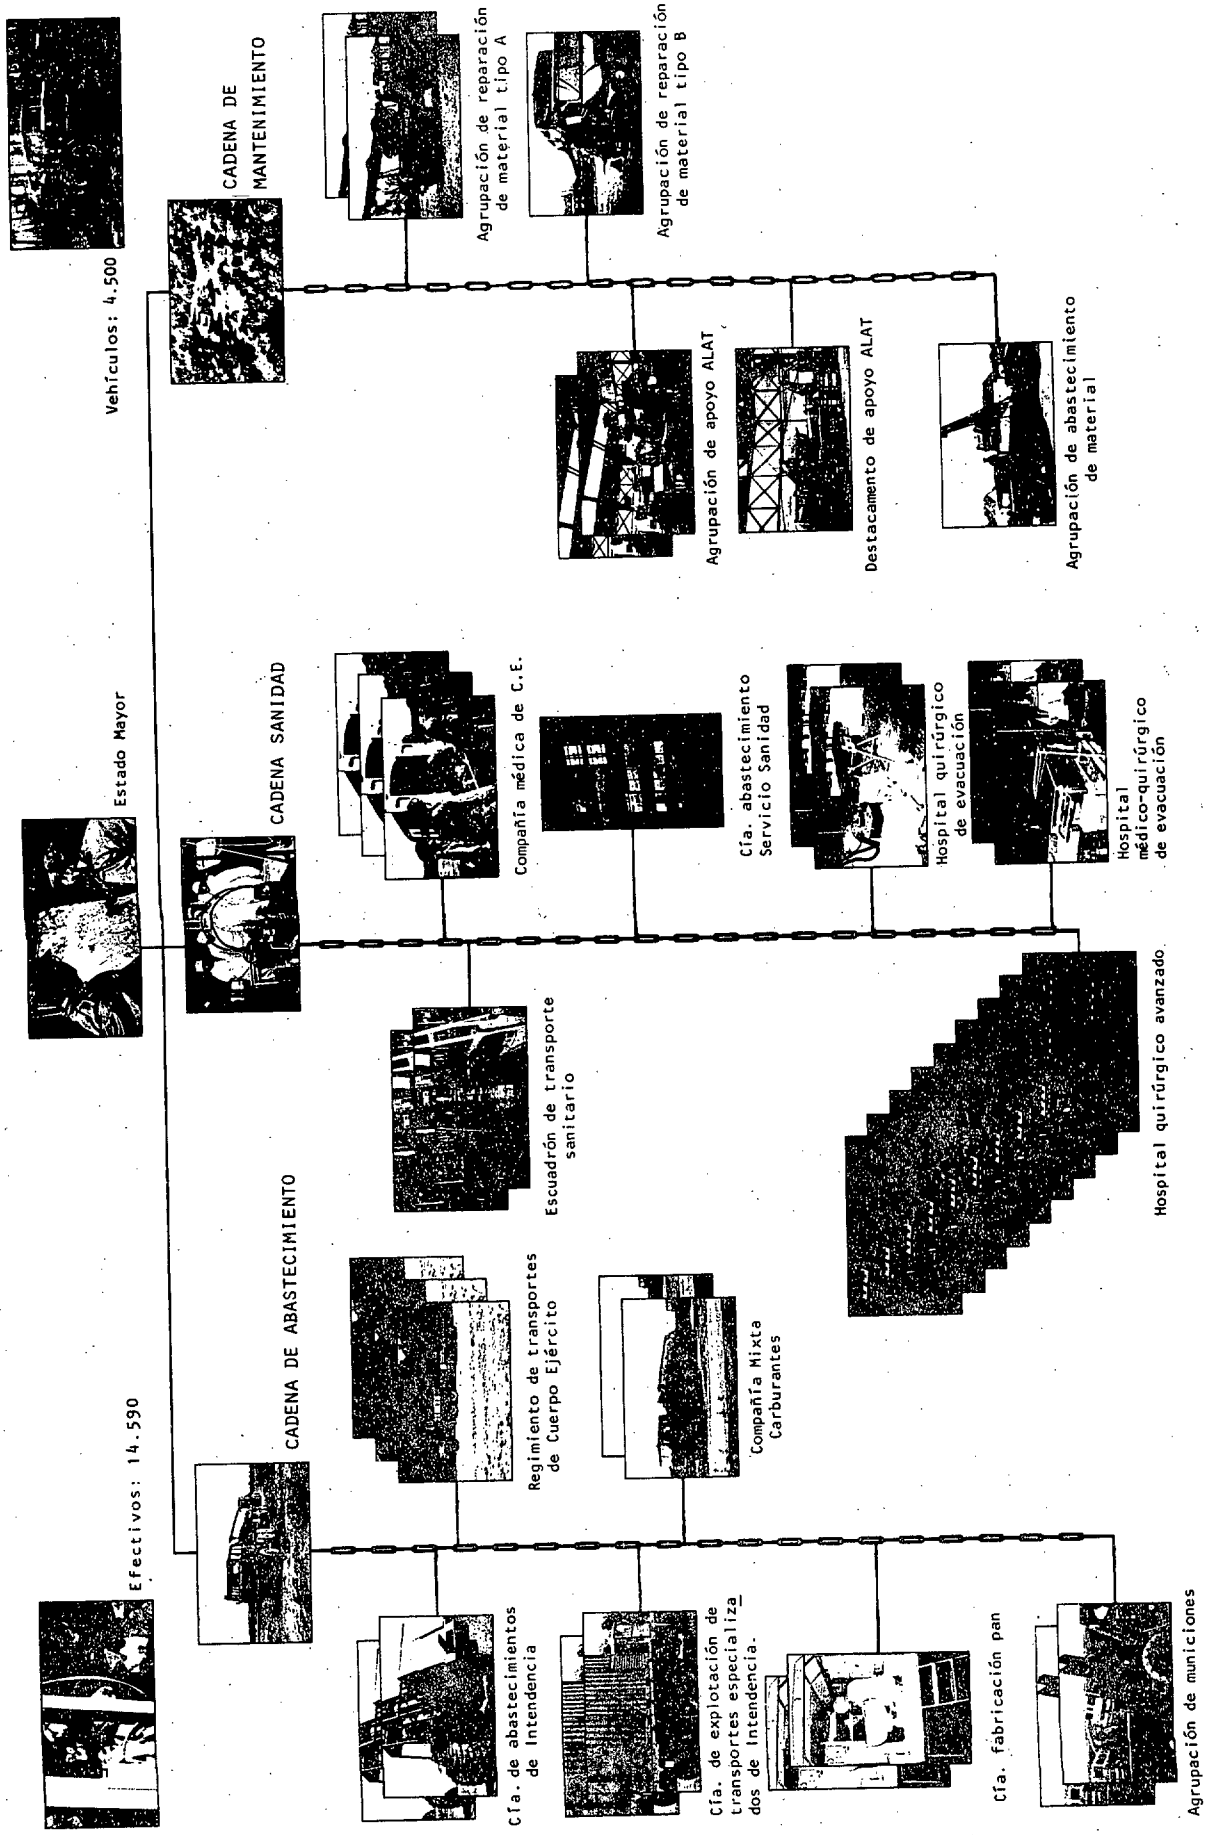 Efectivos: 14.590
Estado Mayor
Vehículos: 4.500
CADENA DE ABASTECIMIENTO
CADENA SANIDAD
CADENA DE
MANTENIMIENTO
Cía. de abastecimientos
de Intendencia
Regimiento de transportes
de Cuerpo Ejército
Cía. de explotación de
transportes especializa
dos de Intendencia.
Compañía Mixta
Carburantes
Cía. fabricación pan
Agrupación de municiones
Escuadrón de transporte
sanitario
Compañía médica de C.E.
Cía. abastecimiento
Servicio Sanidad
Hospital quirúrgico
de evacuación
Hospital
médico-quirúrgico
de evacuación
Hospital quirúrgico avanzado
Agrupación de reparación
de material tipo A
Agrupación de reparación
de material tipo B
Agrupación de apoyo ALAT
Destacamento de apoyo ALAT
Agrupación de abastecimiento
de material